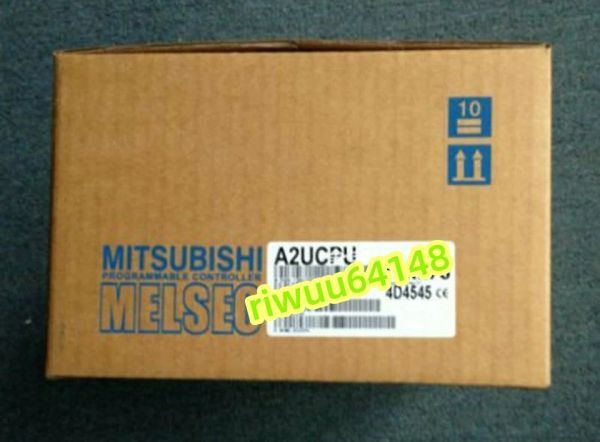 10
MITSUBISHI
PROGRAMMABLE CONTROLLER
MELSEC
A2UCPU
riwuu64148
4D4545 CE